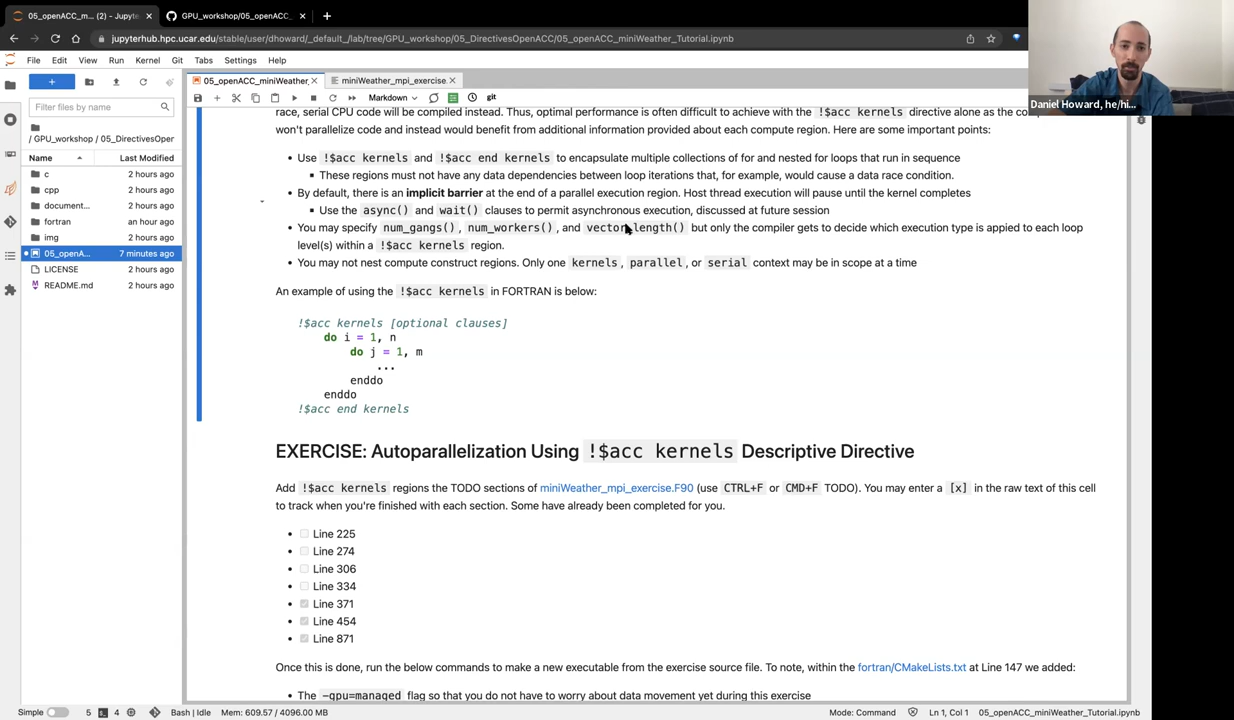 05_openACC_m... (2) - Jupyter
GPU_workshop/05_openACC_
jupyterhub.hpc.ucar.edu/stable/user/dhoward/_default_/lab/tree/GPU_workshop/05_DirectivesOpenACC/05_openACC_miniWeather_Tutorial.ipynb
File Edit View Run Kernel Git Tabs Settings Help
05_openACC_miniWeather_
miniWeather_mpi_exercise.
Markdown
git
Filter files by name
/ GPU_workshop / 05_DirectivesOper
Name Last Modified
c 2 hours ago
cpp 2 hours ago
document... 2 hours ago
fortran an hour ago
img 2 hours ago
05_openA... 7 minutes ago
LICENSE 2 hours ago
README.md 2 hours ago
Daniel Howard, he/hi...
race, serial CPU code will be compiled instead. Thus, optimal performance is often difficult to achieve with the !$acc kernels directive alone as the
won't parallelize code and instead would benefit from additional information provided about each compute region. Here are some important points:
• Use !$acc kernels and !$acc end kernels to encapsulate multiple collections of for and nested for loops that run in sequence
▪ These regions must not have any data dependencies between loop iterations that, for example, would cause a data race condition.
• By default, there is an implicit barrier at the end of a parallel execution region. Host thread execution will pause until the kernel completes
▪ Use the async() and wait() clauses to permit asynchronous execution, discussed at future session
• You may specify num_gangs(), num_workers(), and vector_length() but only the compiler gets to decide which execution type is appied to each loop
level(s) within a !$acc kernels region.
• You may not nest compute construct regions. Only one kernels, parallel, or serial context may be in scope at a time
An example of using the !$acc kernels in FORTRAN is below:
!$acc kernels [optional clauses]
do i = 1, n
do j = 1, m
...
enddo
enddo
!$acc end kernels
EXERCISE: Autoparallelization Using !$acc kernels Descriptive Directive
Add !$acc kernels regions the TODO sections of miniWeather_mpi_exercise.F90 (use CTRL+F or CMD+F TODO). You may enter a [x] in the raw text of this cell
to track when you're finished with each section. Some have already been completed for you.
• Line 225
• Line 274
• Line 306
• Line 334
• Line 371
• Line 454
• Line 871
Once this is done, run the below commands to make a new executable from the exercise source file. To note, within the fortran/CMakeLists.txt at Line 147 we added:
• The -gpu=managed flag so that you do not have to worry about data movement yet during this exercise
Simple 5 4 Bash | Idle Mem: 609.57 / 4096.00 MB Mode: Command Ln 1, Col 1 05_openACC_miniWeather_Tutorial.ipynb